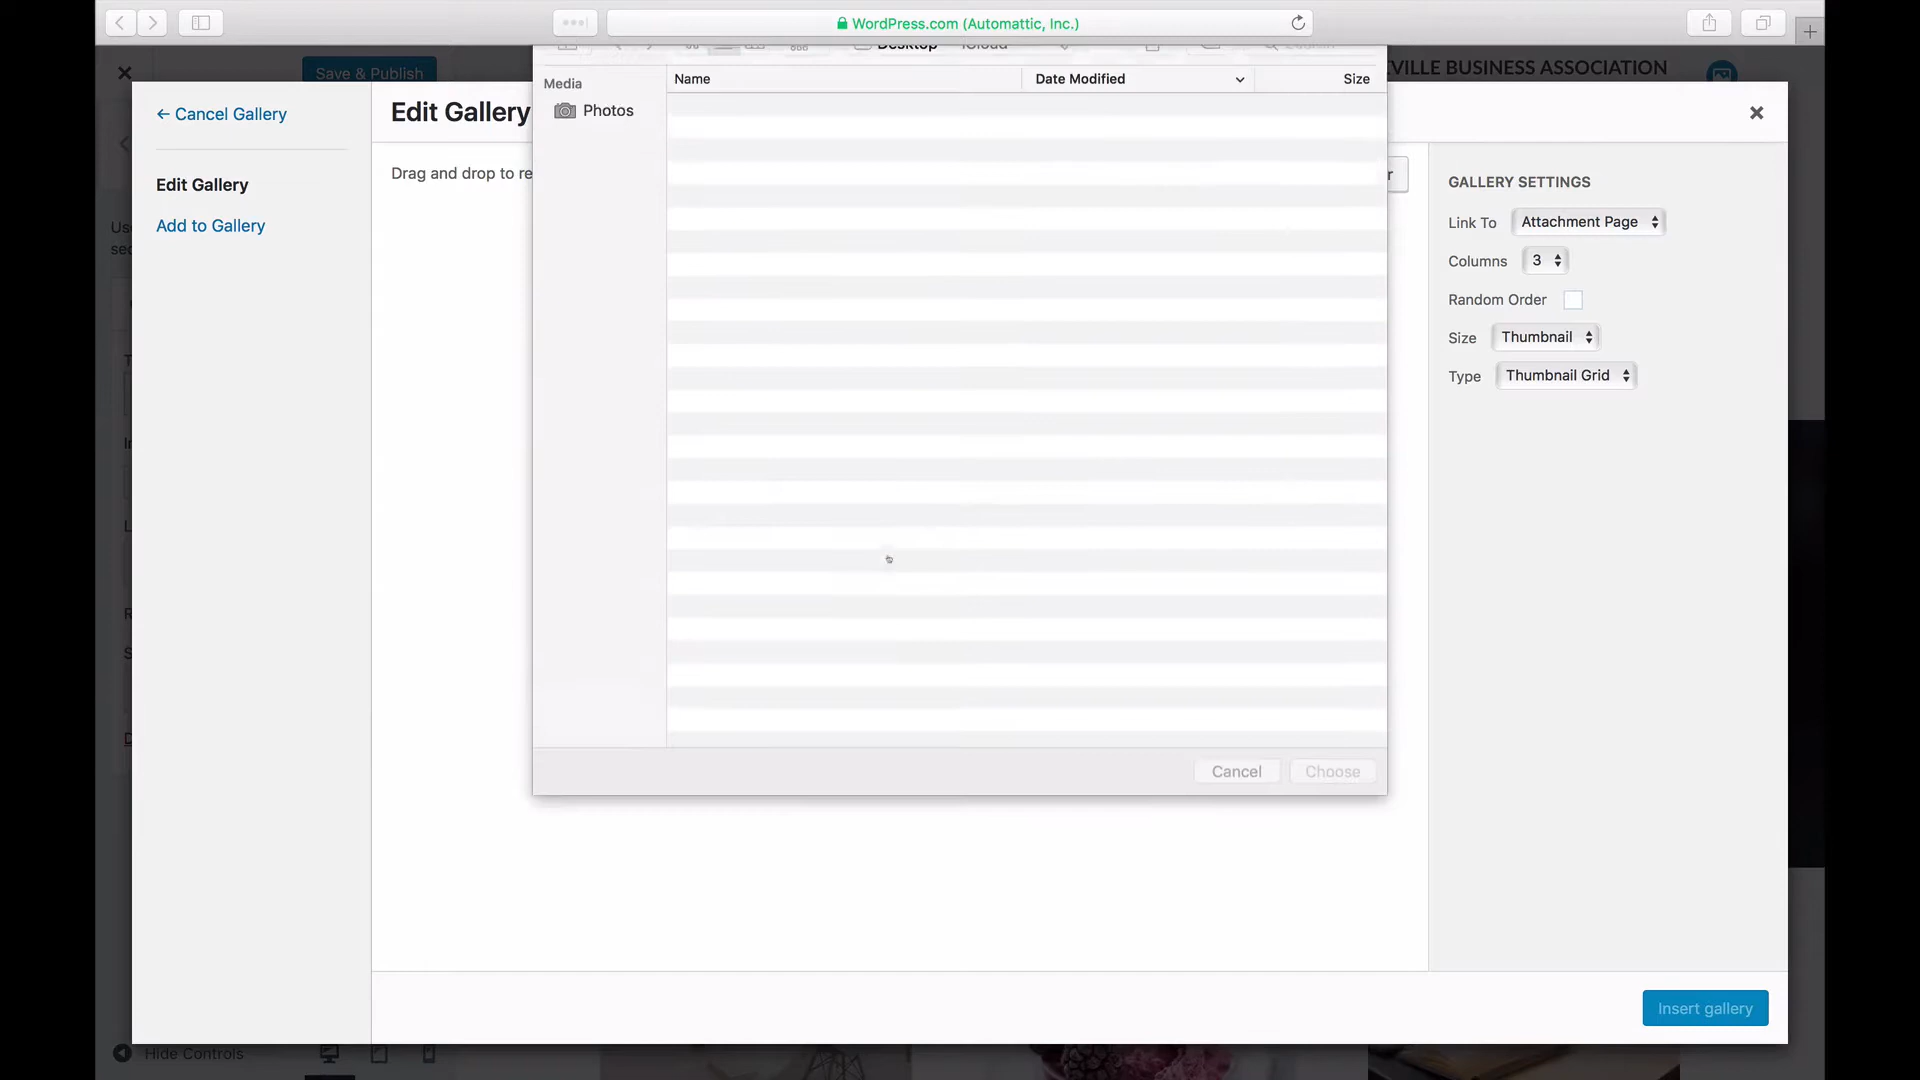 WordPress.com (Automattic, Inc.)
Save & Publish
Desktop
iCloud
VILLE BUSINESS ASSOCIATION
Media
Photos
Name
Date Modified
Size
← Cancel Gallery
Edit Gallery
Add to Gallery
Edit Gallery
Drag and drop to re
r
GALLERY SETTINGS
Link To Attachment Page
Columns 3
Random Order
Size Thumbnail
Type Thumbnail Grid
Cancel
Choose
Insert gallery
Hide Controls